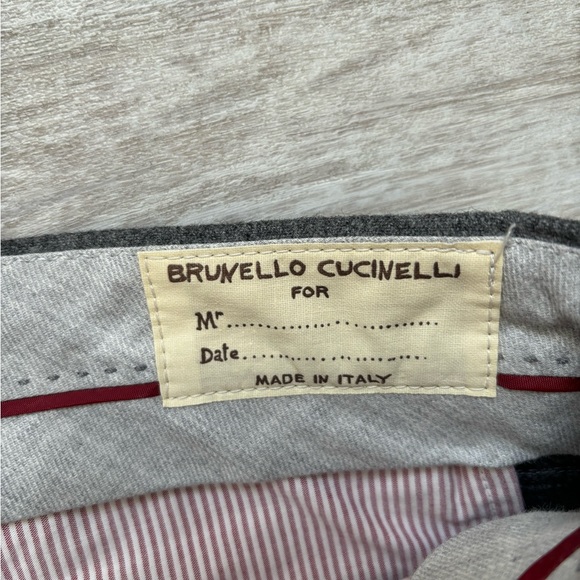 BRUNELLO CUCINELLI
FOR
Mr..............................
Date............................
MADE IN ITALY